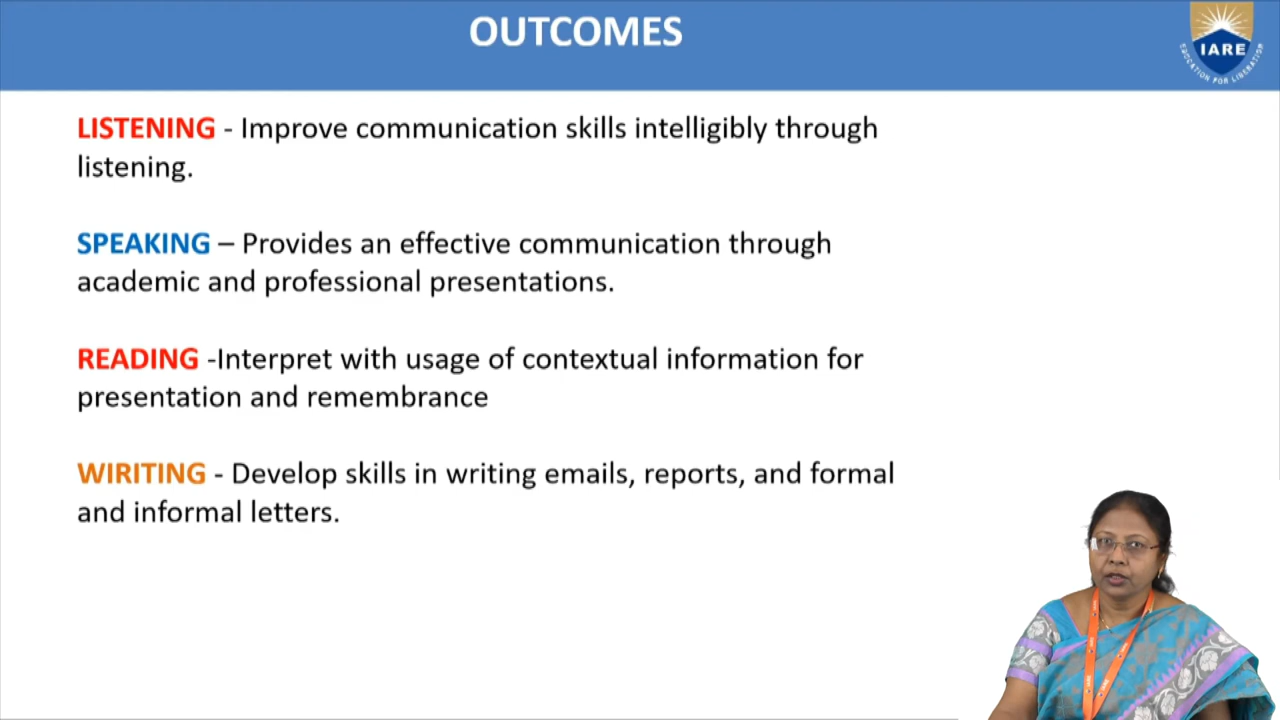 OUTCOMES
IARE
EDUCATION FOR LIBERATION
LISTENING - Improve communication skills intelligibly through
listening.
SPEAKING – Provides an effective communication through
academic and professional presentations.
READING -Interpret with usage of contextual information for
presentation and remembrance
WIRITING - Develop skills in writing emails, reports, and formal
and informal letters.